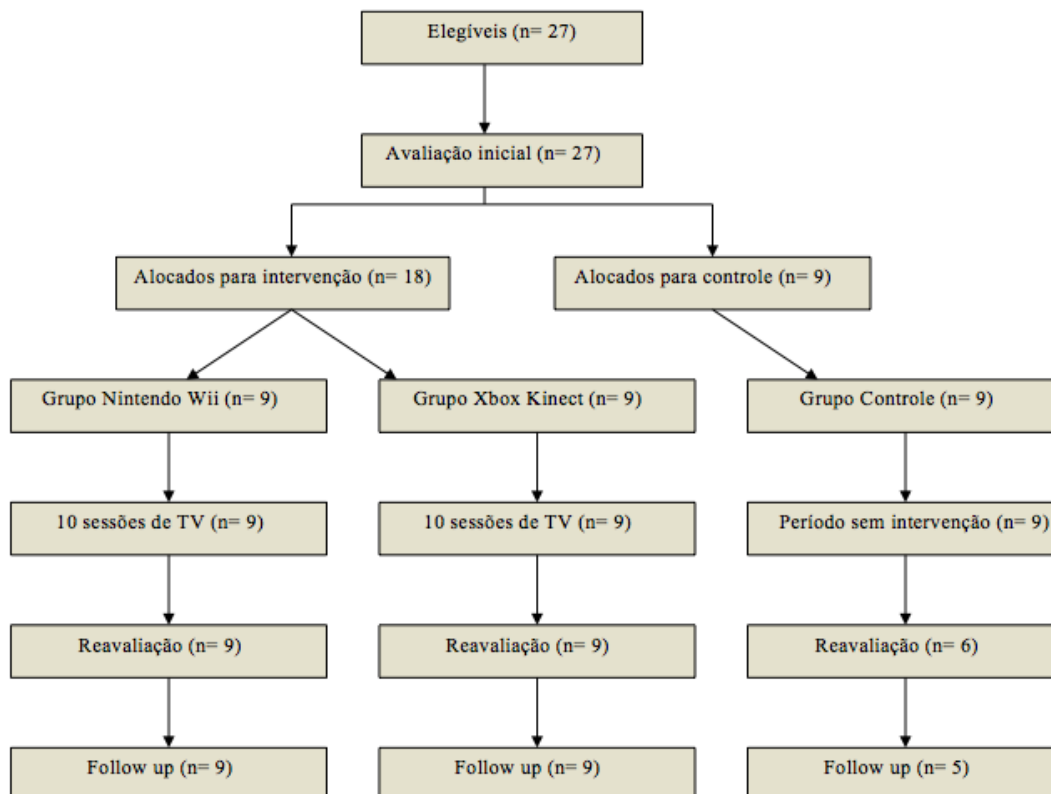 Elegíveis (n= 27)
Avaliação inicial (n= 27)
Alocados para intervenção (n= 18)
Alocados para controle (n= 9)
Grupo Nintendo Wii (n= 9)
Grupo Xbox Kinect (n= 9)
Grupo Controle (n= 9)
10 sessões de TV (n= 9)
10 sessões de TV (n= 9)
Período sem intervenção (n= 9)
Reavaliação (n= 9)
Reavaliação (n= 9)
Reavaliação (n= 6)
Follow up (n= 9)
Follow up (n= 9)
Follow up (n= 5)